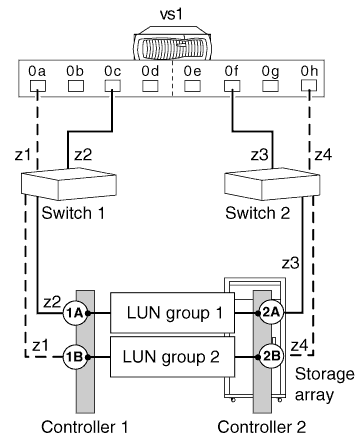 vs1
0a 0b 0c 0d 0e 0f 0g 0h
z1 z2 z3 z4
Switch 1 Switch 2
z3
z2 1A LUN group 1 2A
z1 1B LUN group 2 2B z4
Storage
array
Controller 1 Controller 2